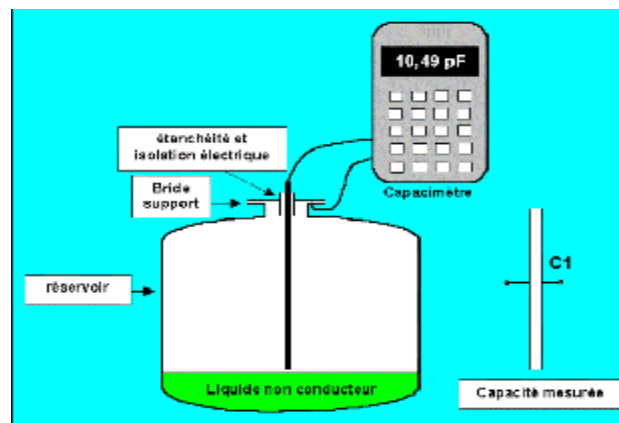 10,49 pF
étanchéité et
isolation électrique
Capacimètre
Bride
support
C1
réservoir
Liquide non conducteur
Capacité mesurée